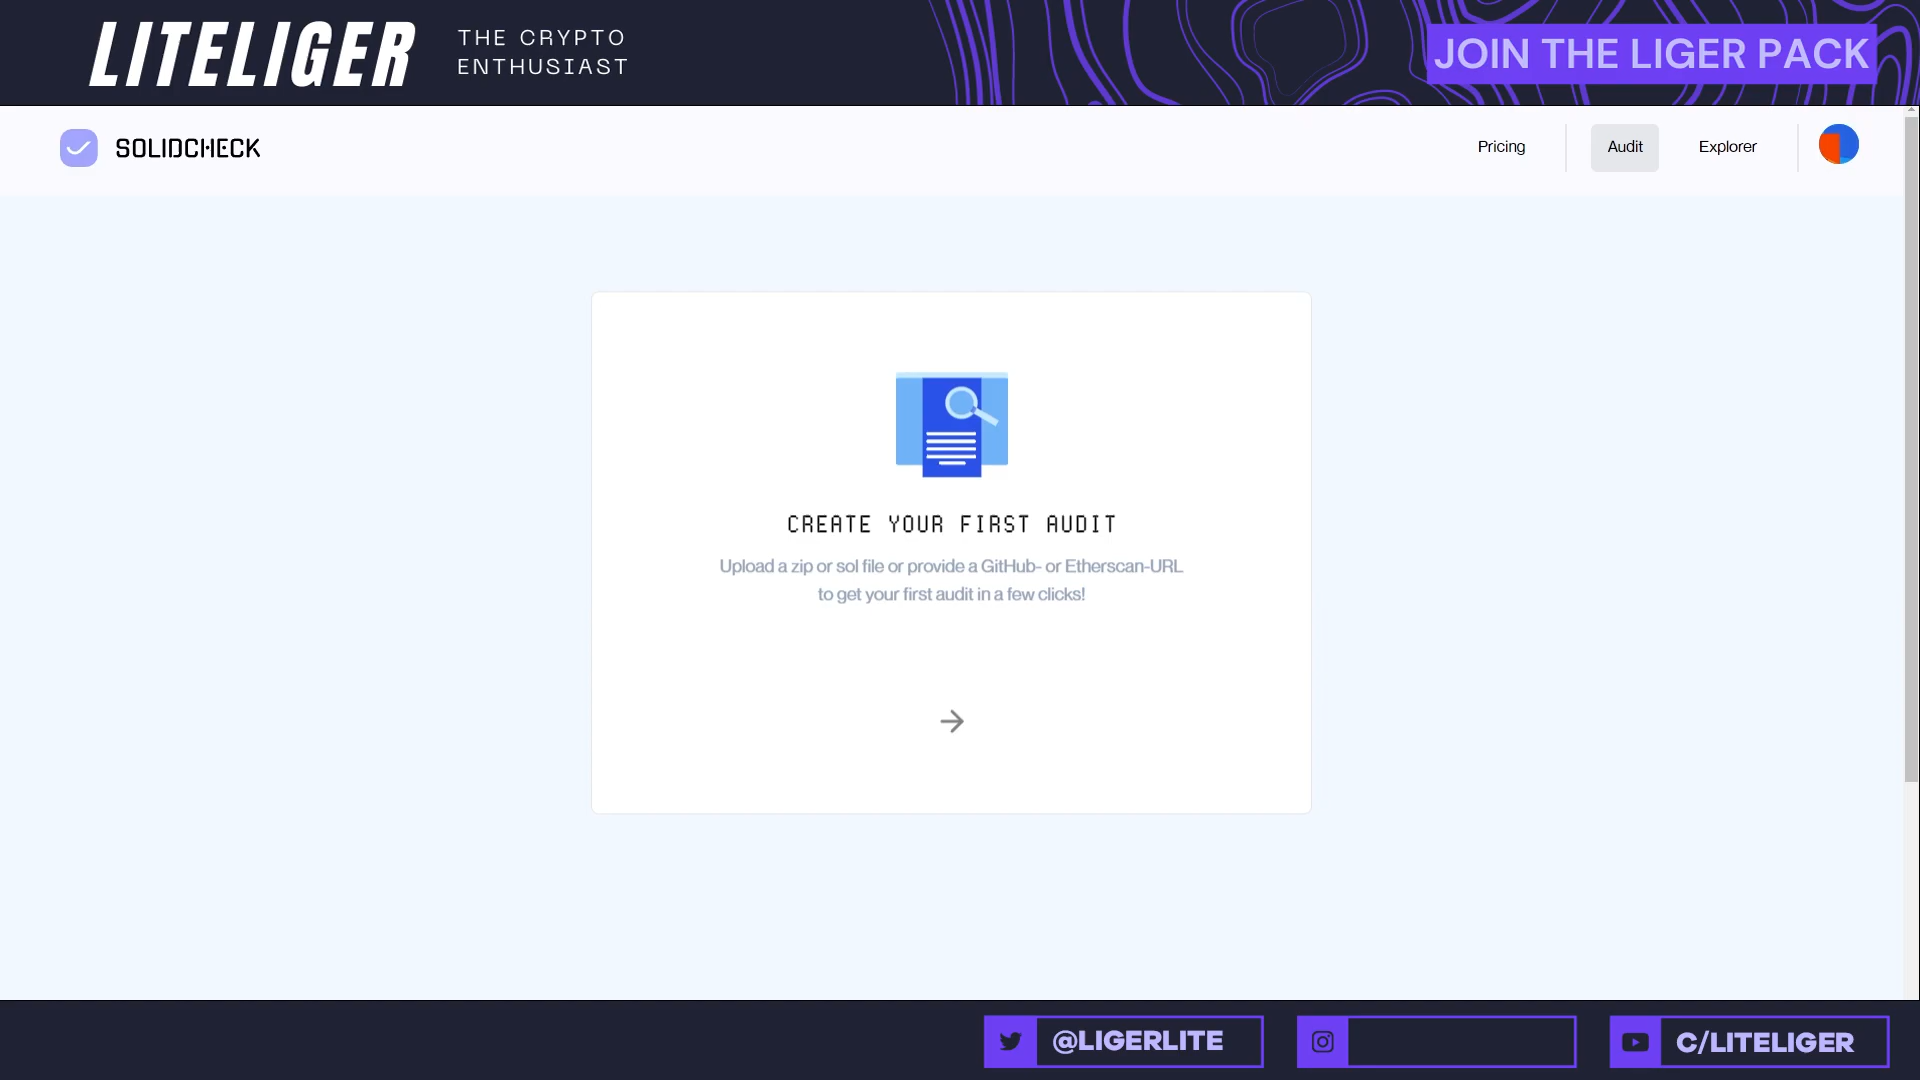 LITELIGER
THE CRYPTO
ENTHUSIAST
JOIN THE LIGER PACK
SOLIDCHECK
Pricing
Audit
Explorer
CREATE YOUR FIRST AUDIT
Upload a zip or sol file or provide a GitHub- or Etherscan-URL
to get your first audit in a few clicks!
@LIGERLITE
C/LITELIGER